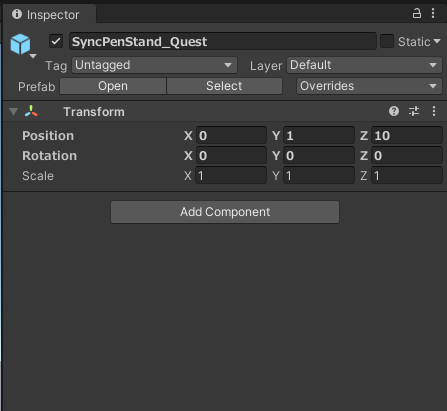 Inspector
SyncPenStand_Quest
Static
Tag Untagged Layer Default
Prefab Open Select Overrides
Transform
Position X 0 Y 1 Z 10
Rotation X 0 Y 0 Z 0
Scale X 1 Y 1 Z 1
Add Component